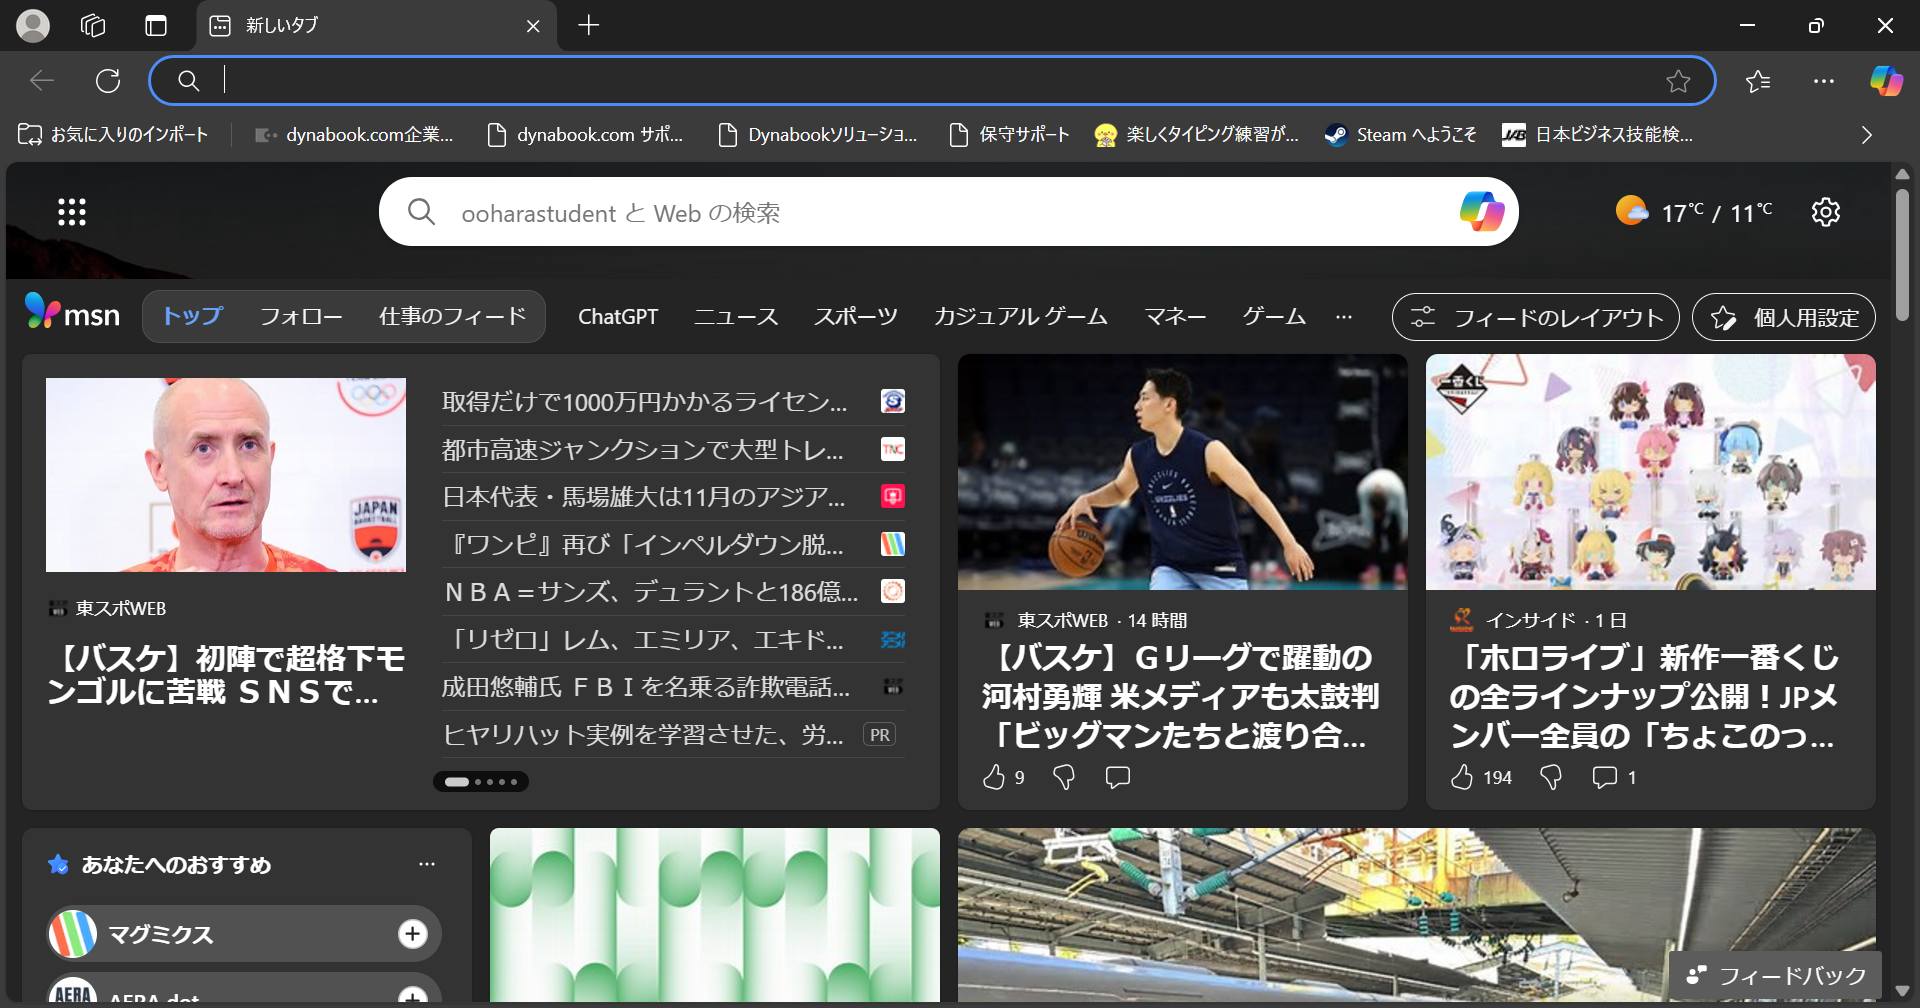 新しいタブ
お気に入りのインポート
dynabook.com企業...
dynabook.com サポ...
Dynabookソリューショ...
保守サポート
楽しくタイピング練習が...
Steam へようこそ
JAB
日本ビジネス技能検...
ooharastudent と Web の検索
17°C / 11°C
msn
トップ
フォロー
仕事のフィード
ChatGPT
ニュース
スポーツ
カジュアル ゲーム
マネー
ゲーム
...
フィードのレイアウト
個人用設定
JAPAN
東スポWEB
【バスケ】初陣で超格下モ
ンゴルに苦戦 ＳＮＳで...
取得だけで1000万円かかるライセン...
都市高速ジャンクションで大型トレ...
TNC
日本代表・馬場雄大は11月のアジア...
『ワンピ』再び「インペルダウン脱...
ＮＢＡ＝サンズ、デュラントと186億...
「リゼロ」レム、エミリア、エキド...
成田悠輔氏 ＦＢＩを名乗る詐欺電話...
ヒヤリハット実例を学習させた、労...
PR
GRIZZLIES
東スポWEB · 14 時間
【バスケ】Ｇリーグで躍動の
河村勇輝 米メディアも太鼓判
「ビッグマンたちと渡り合...
9
一番くじ
インサイド · 1 日
「ホロライブ」新作一番くじ
の全ラインナップ公開！JPメ
ンバー全員の「ちょこのっ...
194
1
あなたへのおすすめ
...
マグミクス
AERA
AERA dot.
フィードバック